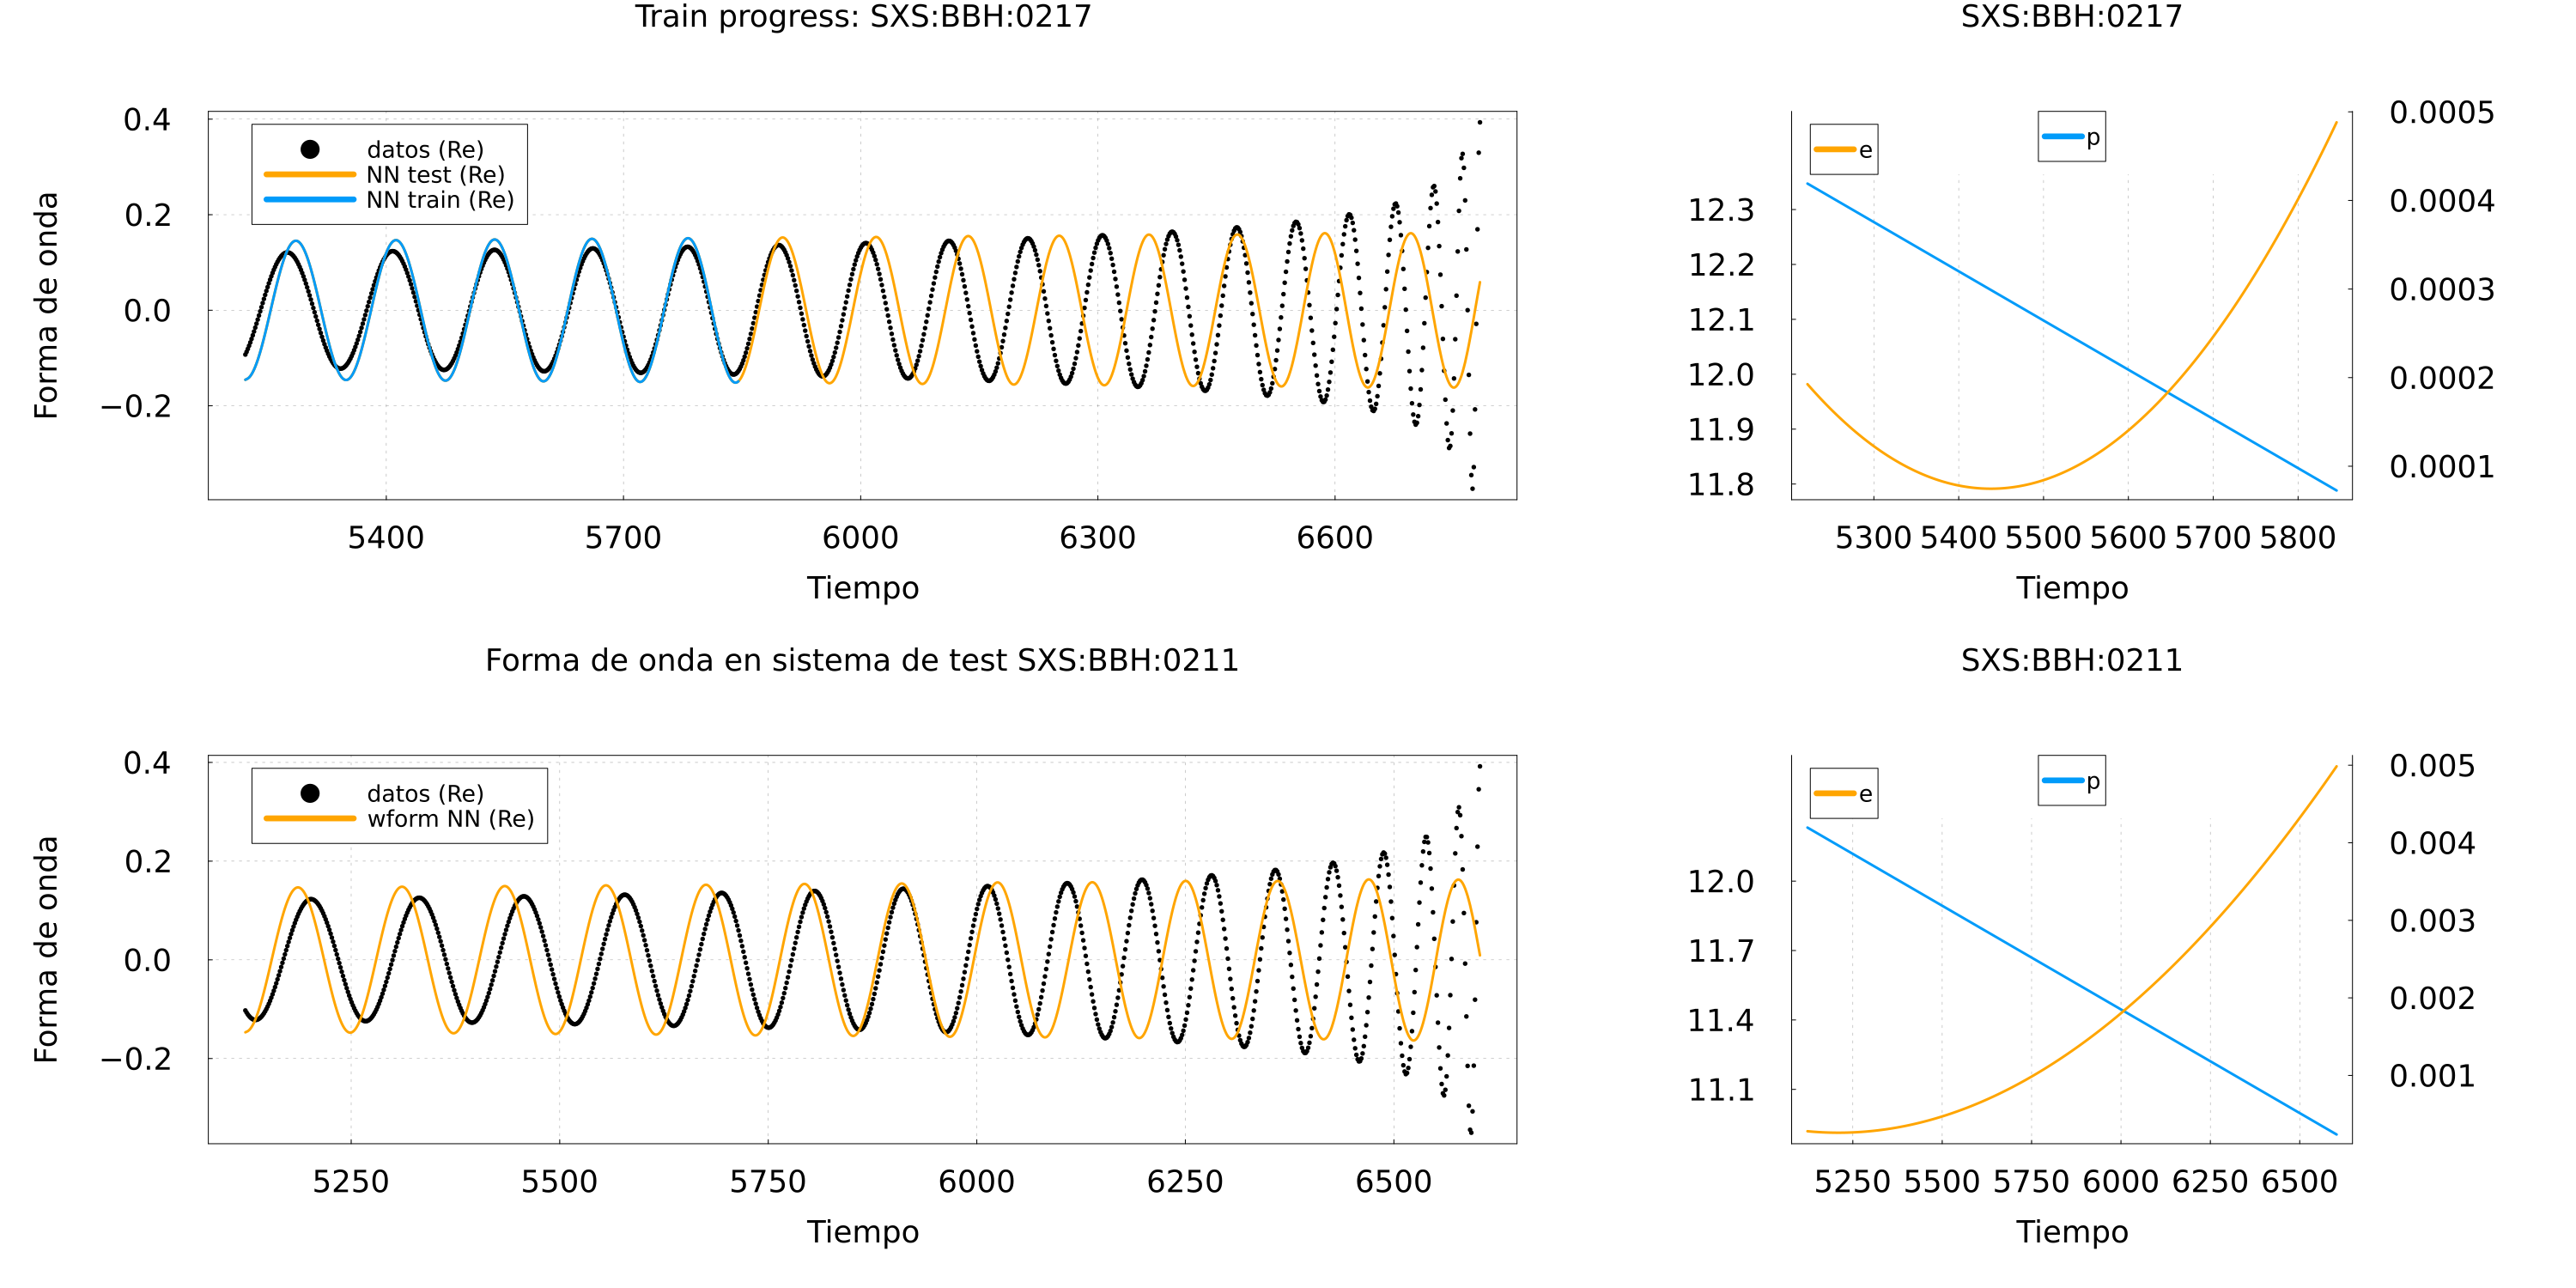 Train progress: SXS:BBH:0217
Forma de onda
0.4
0.2
0.0
−0.2
datos (Re)
NN test (Re)
NN train (Re)
5400 5700 6000 6300 6600
Tiempo
SXS:BBH:0217
e
p
12.3
12.2
12.1
12.0
11.9
11.8
0.0005
0.0004
0.0003
0.0002
0.0001
5300 5400 5500 5600 5700 5800
Tiempo
Forma de onda en sistema de test SXS:BBH:0211
Forma de onda
0.4
0.2
0.0
−0.2
datos (Re)
wform NN (Re)
5250 5500 5750 6000 6250 6500
Tiempo
SXS:BBH:0211
e
p
12.0
11.7
11.4
11.1
0.005
0.004
0.003
0.002
0.001
5250 5500 5750 6000 6250 6500
Tiempo